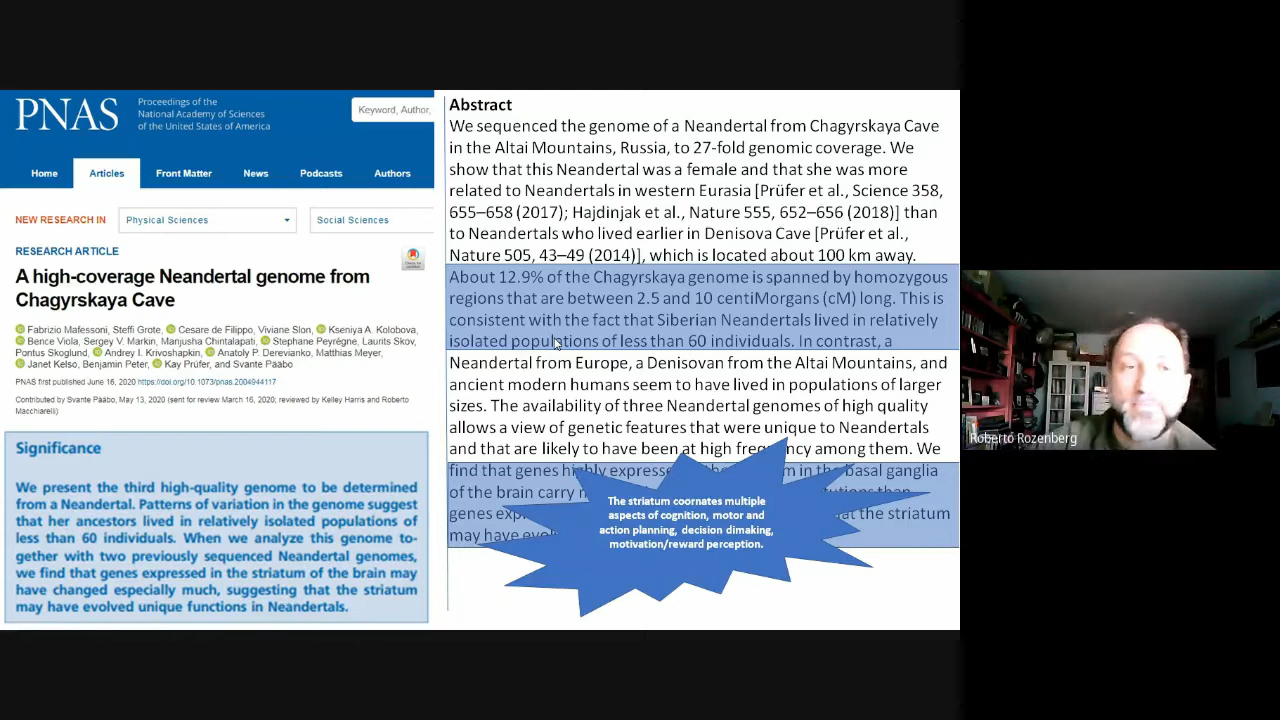 PNAS
Proceedings of the
National Academy of Sciences
of the United States of America
Keyword, Author,
Home
Articles
Front Matter
News
Podcasts
Authors
NEW RESEARCH IN
Physical Sciences
Social Sciences
RESEARCH ARTICLE
A high-coverage Neandertal genome from
Chagyrskaya Cave
Fabrizio Mafessoni, Steffi Grote, Cesare de Filippo, Viviane Slon, Kseniya A. Kolobova,
Bence Viola, Sergey V. Markin, Manjusha Chintalapati, Stephane Peyrégne, Laurits Skov,
Pontus Skoglund, Andrey I. Krivoshapkin, Anatoly P. Derevianko, Matthias Meyer,
Janet Kelso, Benjamin Peter, Kay Prüfer, and Svante Pääbo
PNAS first published June 16, 2020 https://doi.org/10.1073/pnas.2004944117
Contributed by Svante Pääbo, May 13, 2020 (sent for review March 16, 2020; reviewed by Kelley Harris and Roberto
Macchiarelli)
Significance
We present the third high-quality genome to be determined
from a Neandertal. Patterns of variation in the genome suggest
that her ancestors lived in relatively isolated populations of
less than 60 individuals. When we analyze this genome to-
gether with two previously sequenced Neandertal genomes,
we find that genes expressed in the striatum of the brain may
have changed especially much, suggesting that the striatum
may have evolved unique functions in Neandertals.
Abstract
We sequenced the genome of a Neandertal from Chagyrskaya Cave
in the Altai Mountains, Russia, to 27-fold genomic coverage. We
show that this Neandertal was a female and that she was more
related to Neandertals in western Eurasia [Prüfer et al., Science 358,
655–658 (2017); Hajdinjak et al., Nature 555, 652–656 (2018)] than
to Neandertals who lived earlier in Denisova Cave [Prüfer et al.,
Nature 505, 43–49 (2014)], which is located about 100 km away.
About 12.9% of the Chagyrskaya genome is spanned by homozygous
regions that are between 2.5 and 10 centiMorgans (cM) long. This is
consistent with the fact that Siberian Neandertals lived in relatively
isolated populations of less than 60 individuals. In contrast, a
Neandertal from Europe, a Denisovan from the Altai Mountains, and
ancient modern humans seem to have lived in populations of larger
sizes. The availability of three Neandertal genomes of high quality
allows a view of genetic features that were unique to Neandertals
and that are likely to have been at high frequency among them. We
find that genes highly in the basal ganglia
of the brain carry than
genes at the striatum
may have
The striatum coornates multiple
aspects of cognition, motor and
action planning, decision dimaking,
motivation/reward perception.
Roberto Rozenberg